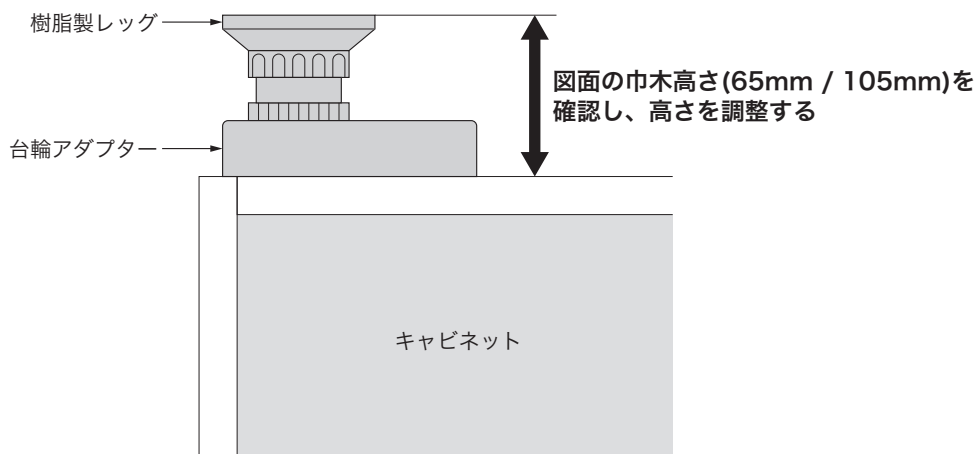 樹脂製レッグ
図面の巾木高さ(65mm / 105mm)を
確認し、高さを調整する
台輪アダプター
キャビネット